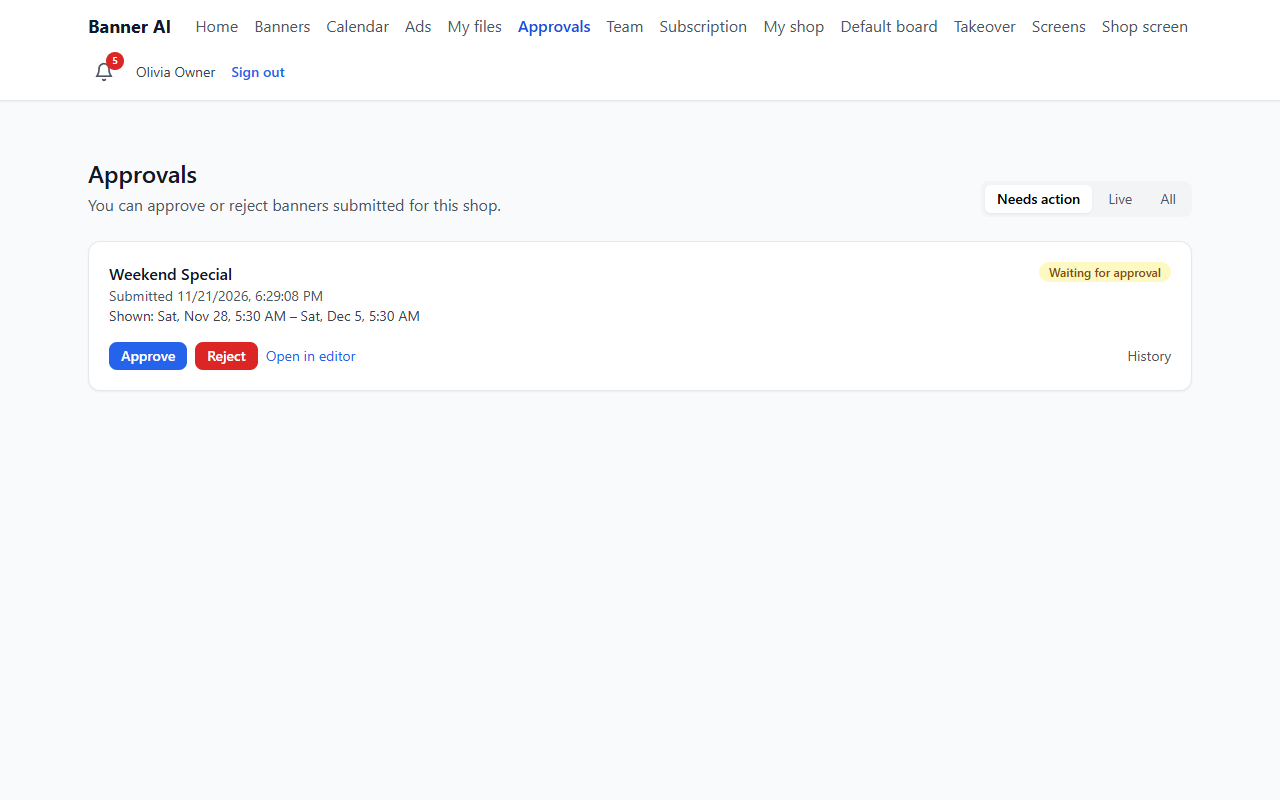 Banner AI Home Banners Calendar Ads My files Approvals Team Subscription My shop Default board Takeover Screens Shop screen
5 Olivia Owner Sign out
Approvals
You can approve or reject banners submitted for this shop.
Needs action Live All
Weekend Special Waiting for approval
Submitted 11/21/2026, 6:29:08 PM
Shown: Sat, Nov 28, 5:30 AM – Sat, Dec 5, 5:30 AM
Approve Reject Open in editor History